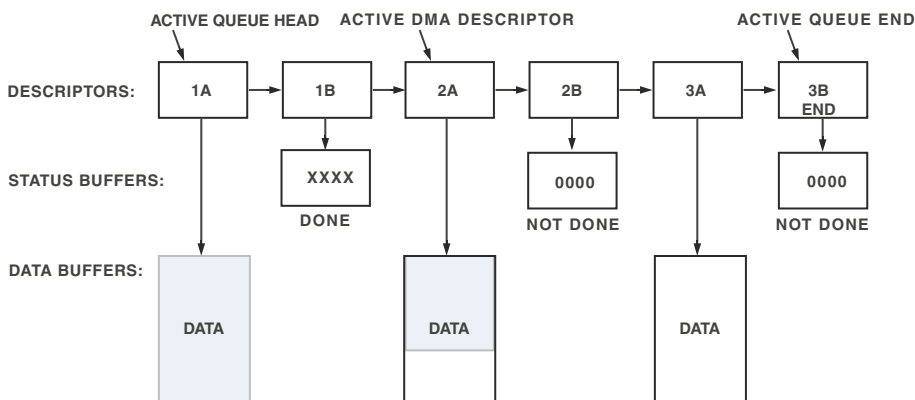 ACTIVE QUEUE HEAD
ACTIVE DMA DESCRIPTOR
ACTIVE QUEUE END
DESCRIPTORS:
1A
1B
2A
2B
3A
3B
END
STATUS BUFFERS:
XXXX
0000
0000
DONE
NOT DONE
NOT DONE
DATA BUFFERS:
DATA
DATA
DATA